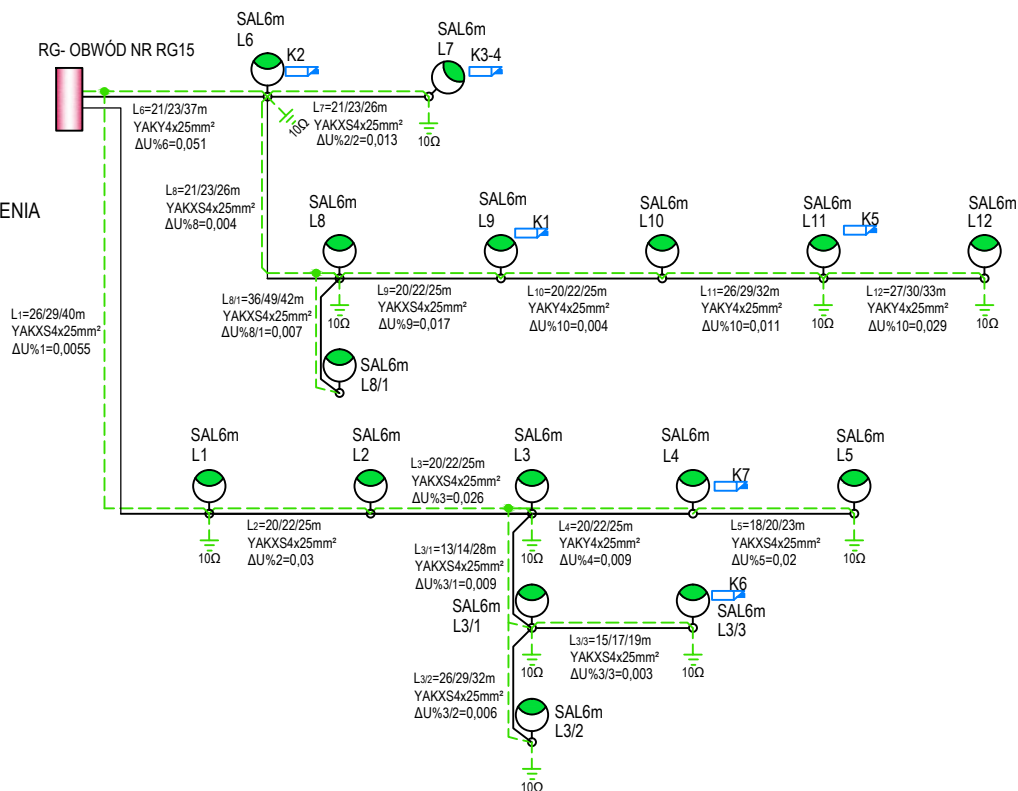 SAL6m
L6
K2
SAL6m
L7
K3-4
RG- OBWÓD NR RG15
L6=21/23/37m
YAKY4x25mm²
ΔU%6=0,051
10Ω
L7=21/23/26m
YAKXS4x25mm²
ΔU%2/2=0,013
10Ω
L8=21/23/26m
YAKXS4x25mm²
ΔU%8=0,004
ENIA
SAL6m
L8
SAL6m
L9
K1
SAL6m
L10
SAL6m
L11
K5
SAL6m
L12
L1=26/29/40m
YAKXS4x25mm²
ΔU%1=0,0055
L8/1=36/49/42m
YAKXS4x25mm²
ΔU%8/1=0,007
10Ω
L9=20/22/25m
YAKXS4x25mm²
ΔU%9=0,017
L10=20/22/25m
YAKY4x25mm²
ΔU%10=0,004
L11=26/29/32m
YAKY4x25mm²
ΔU%10=0,011
10Ω
L12=27/30/33m
YAKY4x25mm²
ΔU%10=0,029
10Ω
SAL6m
L8/1
SAL6m
L1
SAL6m
L2
L3=20/22/25m
YAKXS4x25mm²
ΔU%3=0,026
SAL6m
L3
SAL6m
L4
K7
SAL6m
L5
10Ω
L2=20/22/25m
YAKXS4x25mm²
ΔU%2=0,03
10Ω
L4=20/22/25m
YAKY4x25mm²
ΔU%4=0,009
L5=18/20/23m
YAKXS4x25mm²
ΔU%5=0,02
10Ω
L3/1=13/14/28m
YAKXS4x25mm²
ΔU%3/1=0,009
SAL6m
L3/1
K6
SAL6m
L3/3
10Ω
L3/3=15/17/19m
YAKXS4x25mm²
ΔU%3/3=0,003
10Ω
L3/2=26/29/32m
YAKXS4x25mm²
ΔU%3/2=0,006
SAL6m
L3/2
10Ω